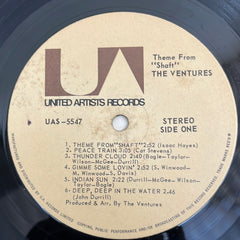 Theme From
"Shaft"
THE VENTURES
UA
UNITED ARTISTS RECORDS
UAS-5547
STEREO
SIDE ONE
1. THEME FROM "SHAFT" 2:52 (Isaac Hayes)
2. PEACE TRAIN 3:05 (Cat Stevens)
3. THUNDER CLOUD 2:40 (Bogle-Taylor-
Wilson-McGee-Durrill)
4. GIMME SOME LOVIN' 2:56 (S. Winwood-
M. Winwood-S. Davis)
5. INDIAN SUN 2:22 (Durrill-Wilson-
Taylor-Bogle-McGee)
6. DEEP, DEEP IN THE WATER 2:46
(John Durrill)
Produced & Arr. By The Ventures